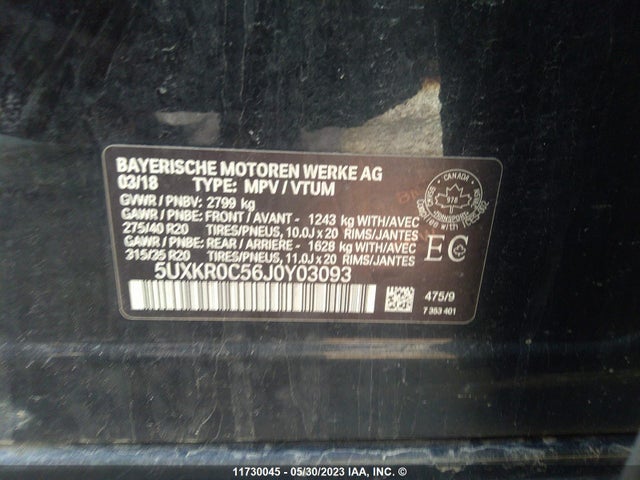 BAYERISCHE MOTOREN WERKE AG
03/18 TYPE: MPV / VTUM
GVWR / PNBV: 2799 kg
GAWR / PNBE: FRONT / AVANT - 1243 kg WITH/AVEC
275/40 R20 TIRES/PNEUS, 10.0J x 20 RIMS/JANTES
GAWR / PNBE: REAR / ARRIERE - 1628 kg WITH/AVEC
315/35 R20 TIRES/PNEUS, 11.0J x 20 RIMS/JANTES
5UXKR0C56J0Y03093
CANADA
978
TRANSPORT
EC
475/9
7 353 401
11730045 - 05/30/2023 IAA, INC. ©